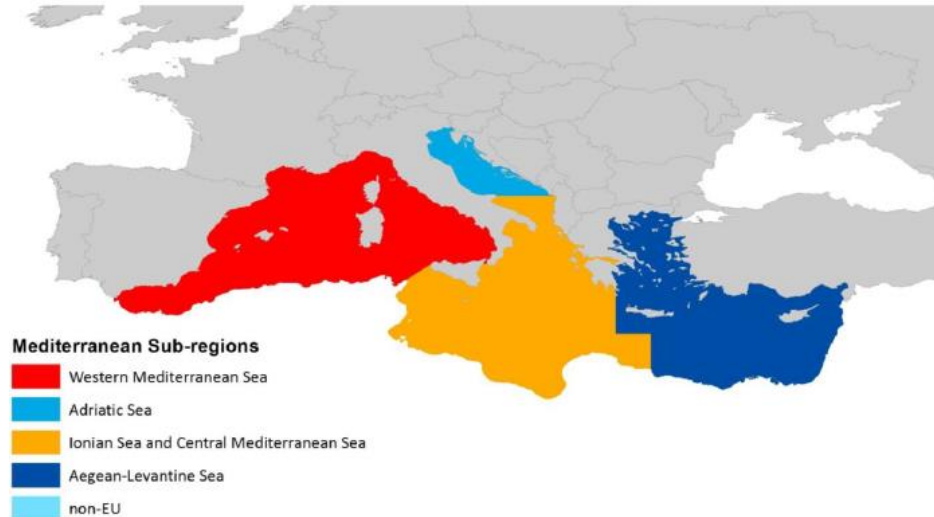 Mediterranean Sub-regions
Western Mediterranean Sea
Adriatic Sea
Ionian Sea and Central Mediterranean Sea
Aegean-Levantine Sea
non-EU